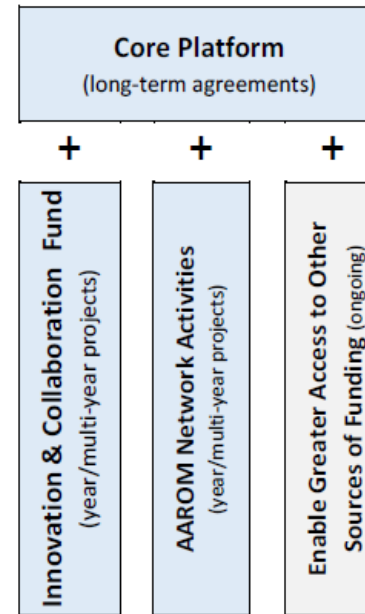 Core Platform
(long-term agreements)
+ + +
Innovation & Collaboration Fund
(year/multi-year projects)
AAROM Network Activities
(year/multi-year projects)
Enable Greater Access to Other
Sources of Funding (ongoing)